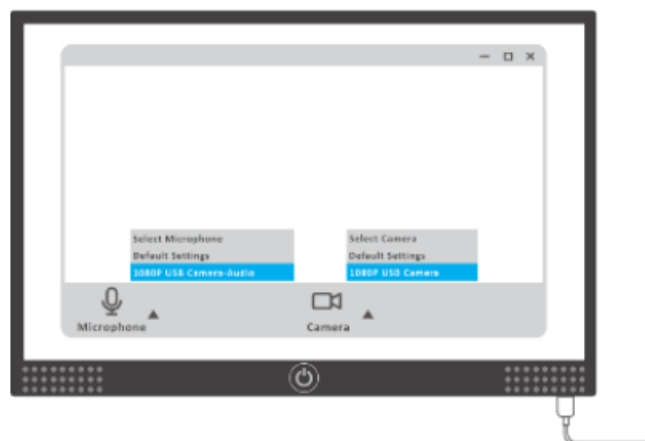 Select Microphone
Default Settings
1080P USB Camera-Audio
Select Camera
Default Settings
1080P USB Camera
Microphone
Camera